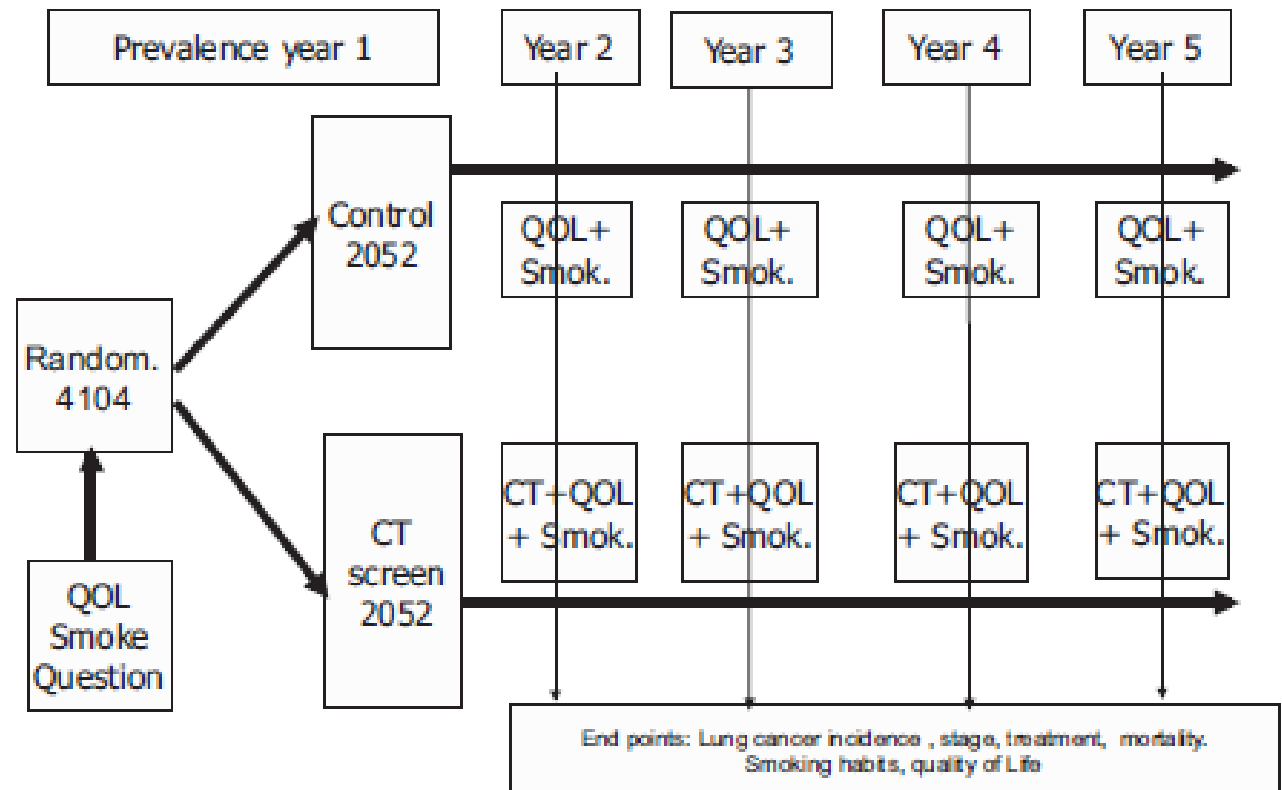 Prevalence year 1
Year 2
Year 3
Year 4
Year 5
Control
2052
QOL+
Smok.
QOL+
Smok.
QOL+
Smok.
QOL+
Smok.
Random.
4104
CT
screen
2052
CT+QOL
+ Smok.
CT+QOL
+ Smok.
CT+QOL
+ Smok.
CT+QOL
+ Smok.
QOL
Smoke
Question
End points: Lung cancer incidence , stage, treatment, mortality.
Smoking habits, quality of Life